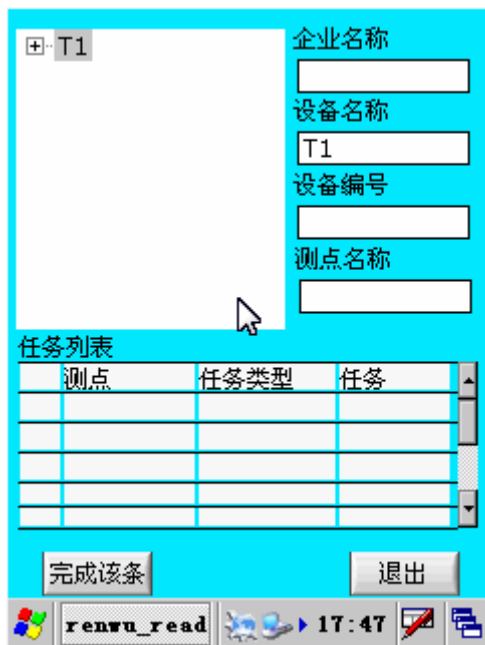 T1
企业名称
设备名称
T1
设备编号
测点名称
任务列表
测点 任务类型 任务
完成该条 退出
renwu_read 17:47